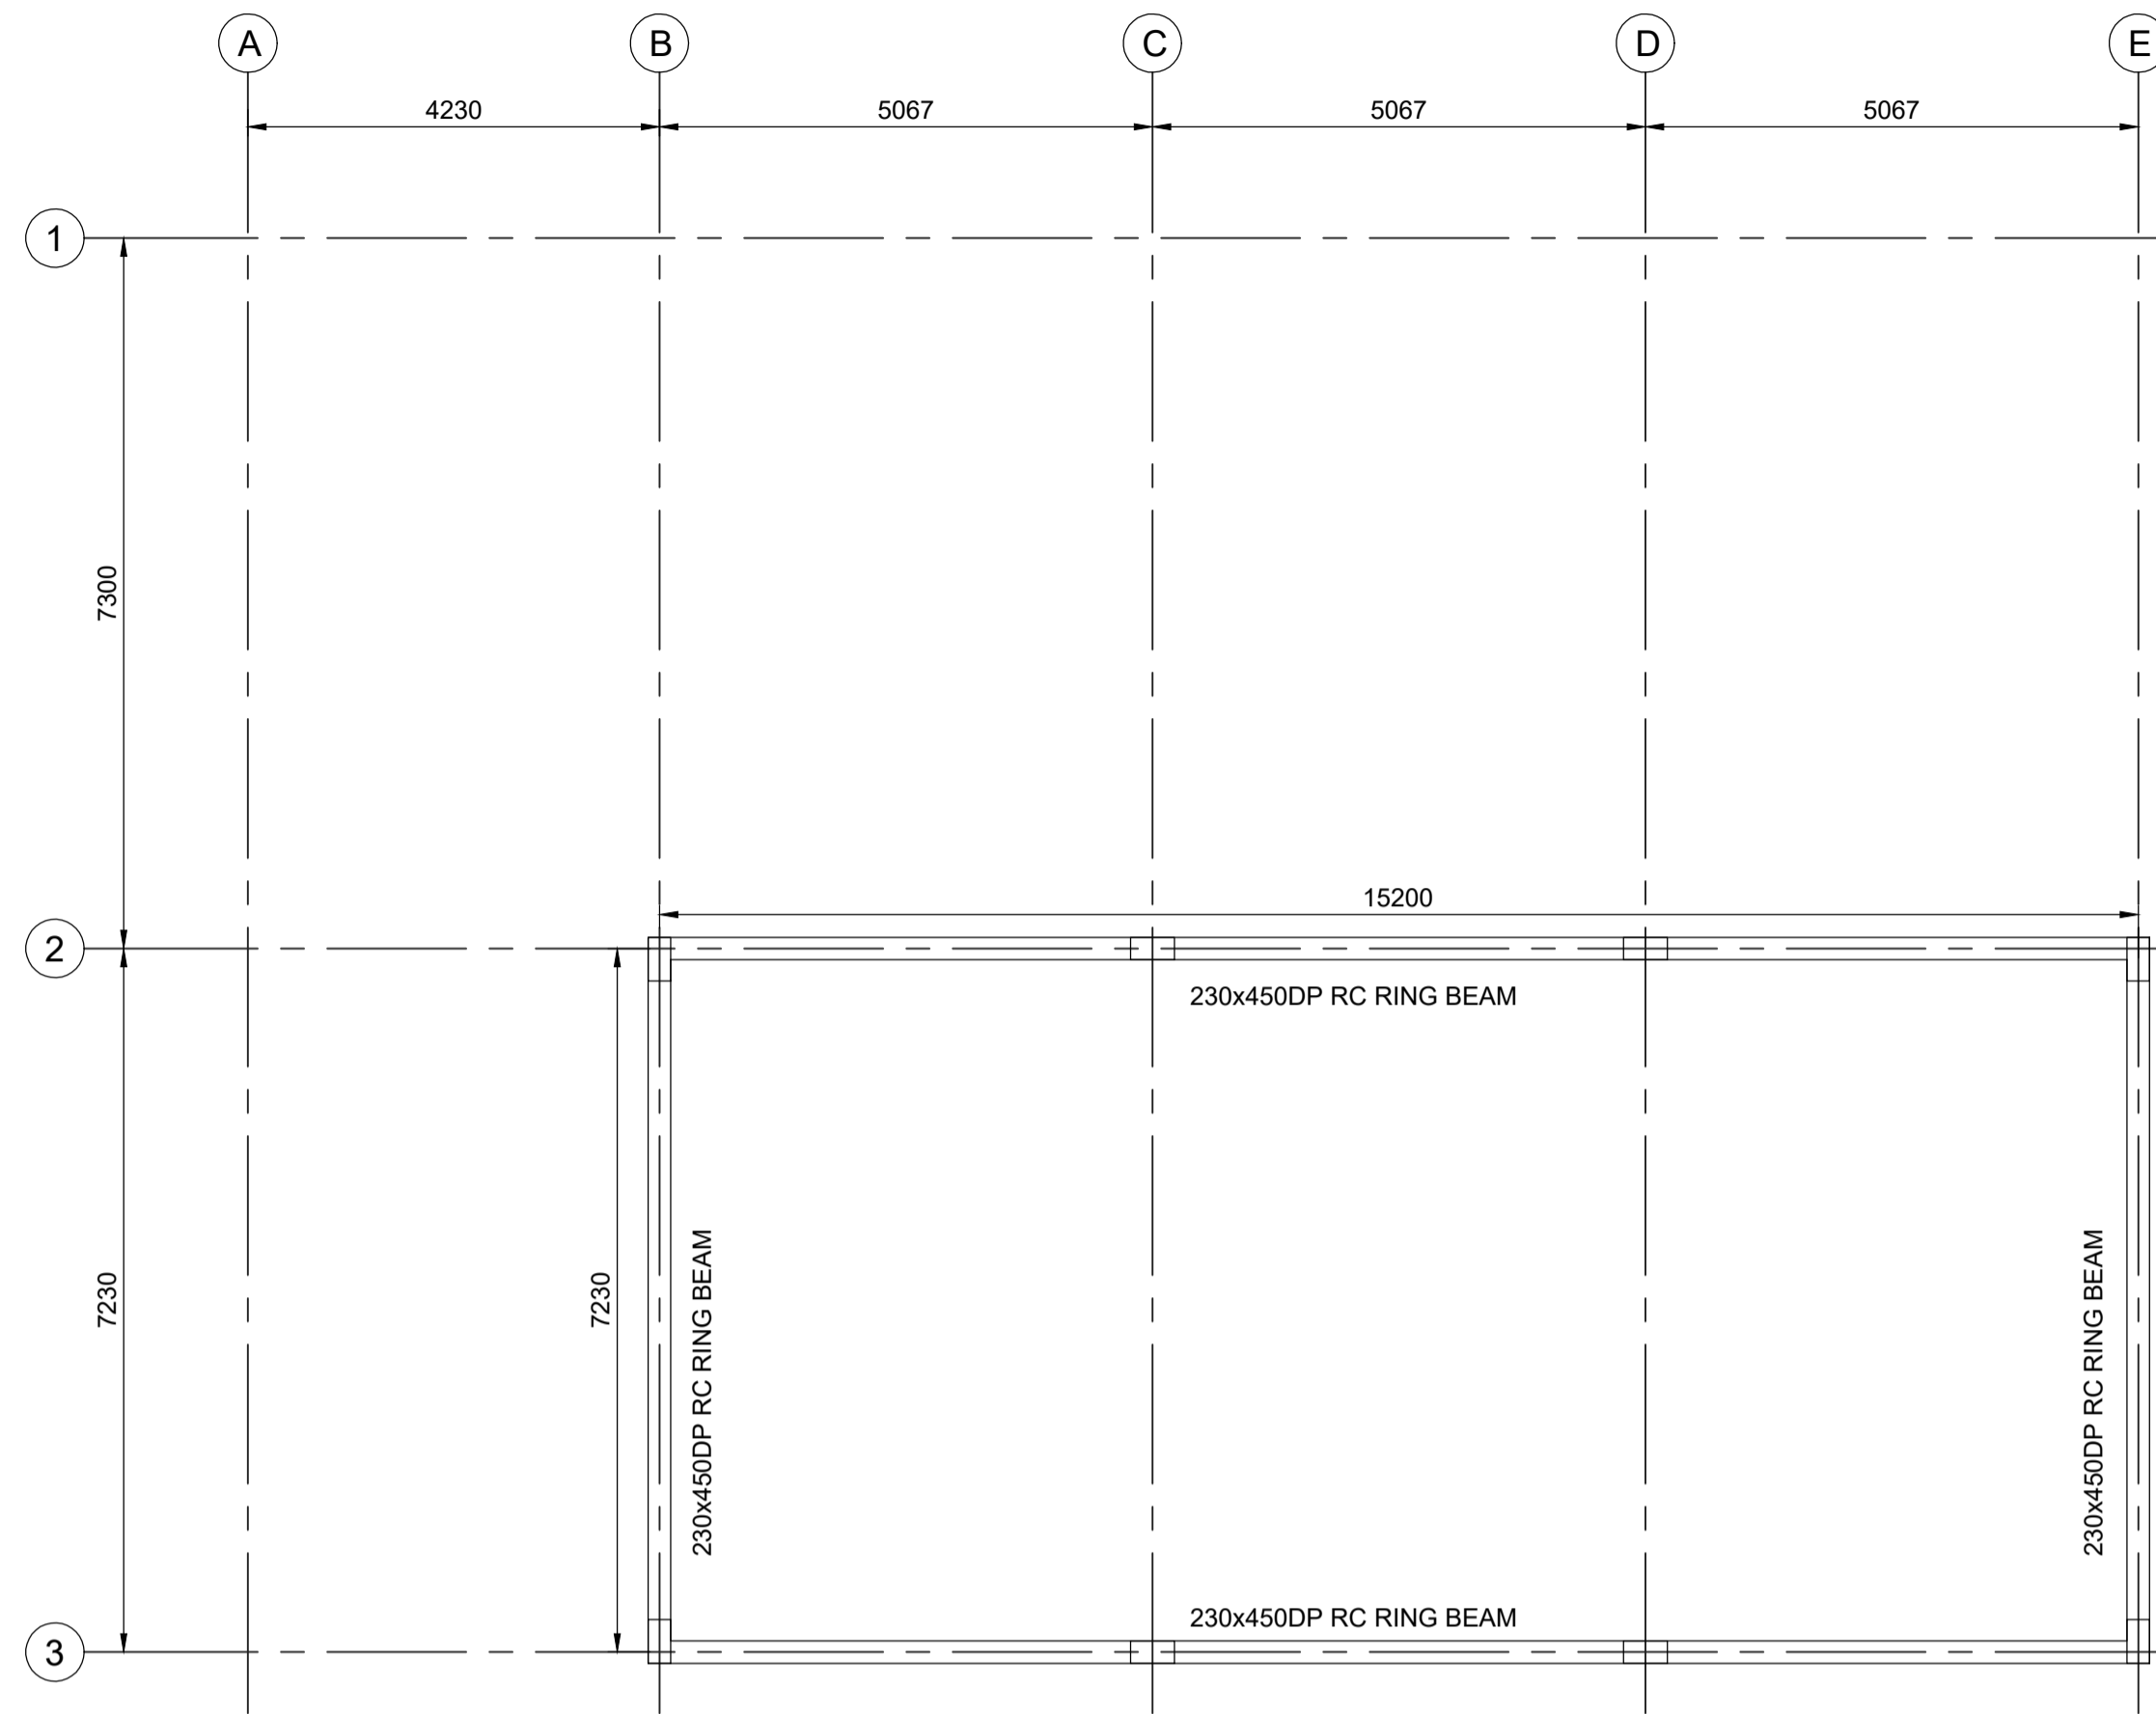 A
B
C
D
E
4230
5067
5067
5067
1
7300
15200
2
230x450DP RC RING BEAM
7230
7230
230x450DP RC RING BEAM
230x450DP RC RING BEAM
230x450DP RC RING BEAM
3